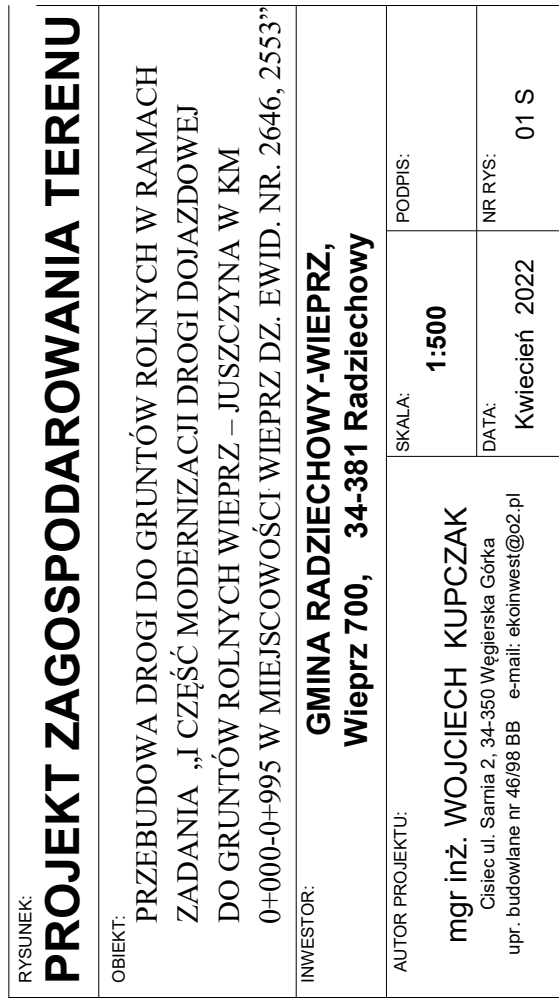 RYSUNEK:
PROJEKT ZAGOSPODAROWANIA TERENU
OBIEKT:
PRZEBUDOWA DROGI DO GRUNTÓW ROLNYCH W RAMACH
ZADANIA „I CZĘŚĆ MODERNIZACJI DROGI DOJAZDOWEJ
DO GRUNTÓW ROLNYCH WIEPRZ – JUSZCZYNA W KM
0+000-0+995 W MIEJSCOWOŚCI WIEPRZ DZ. EWID. NR. 2646, 2553”
INWESTOR:
GMINA RADZIECHOWY-WIEPRZ,
Wieprz 700, 34-381 Radziechowy
AUTOR PROJEKTU:
mgr inż. WOJCIECH KUPCZAK
Cisiec ul. Sarnia 2, 34-350 Węgierska Górka
upr. budowlane nr 46/98 BB e-mail: ekoinwest@o2.pl
SKALA:
1:500
PODPIS:
DATA:
Kwiecień 2022
NR RYS:
01 S